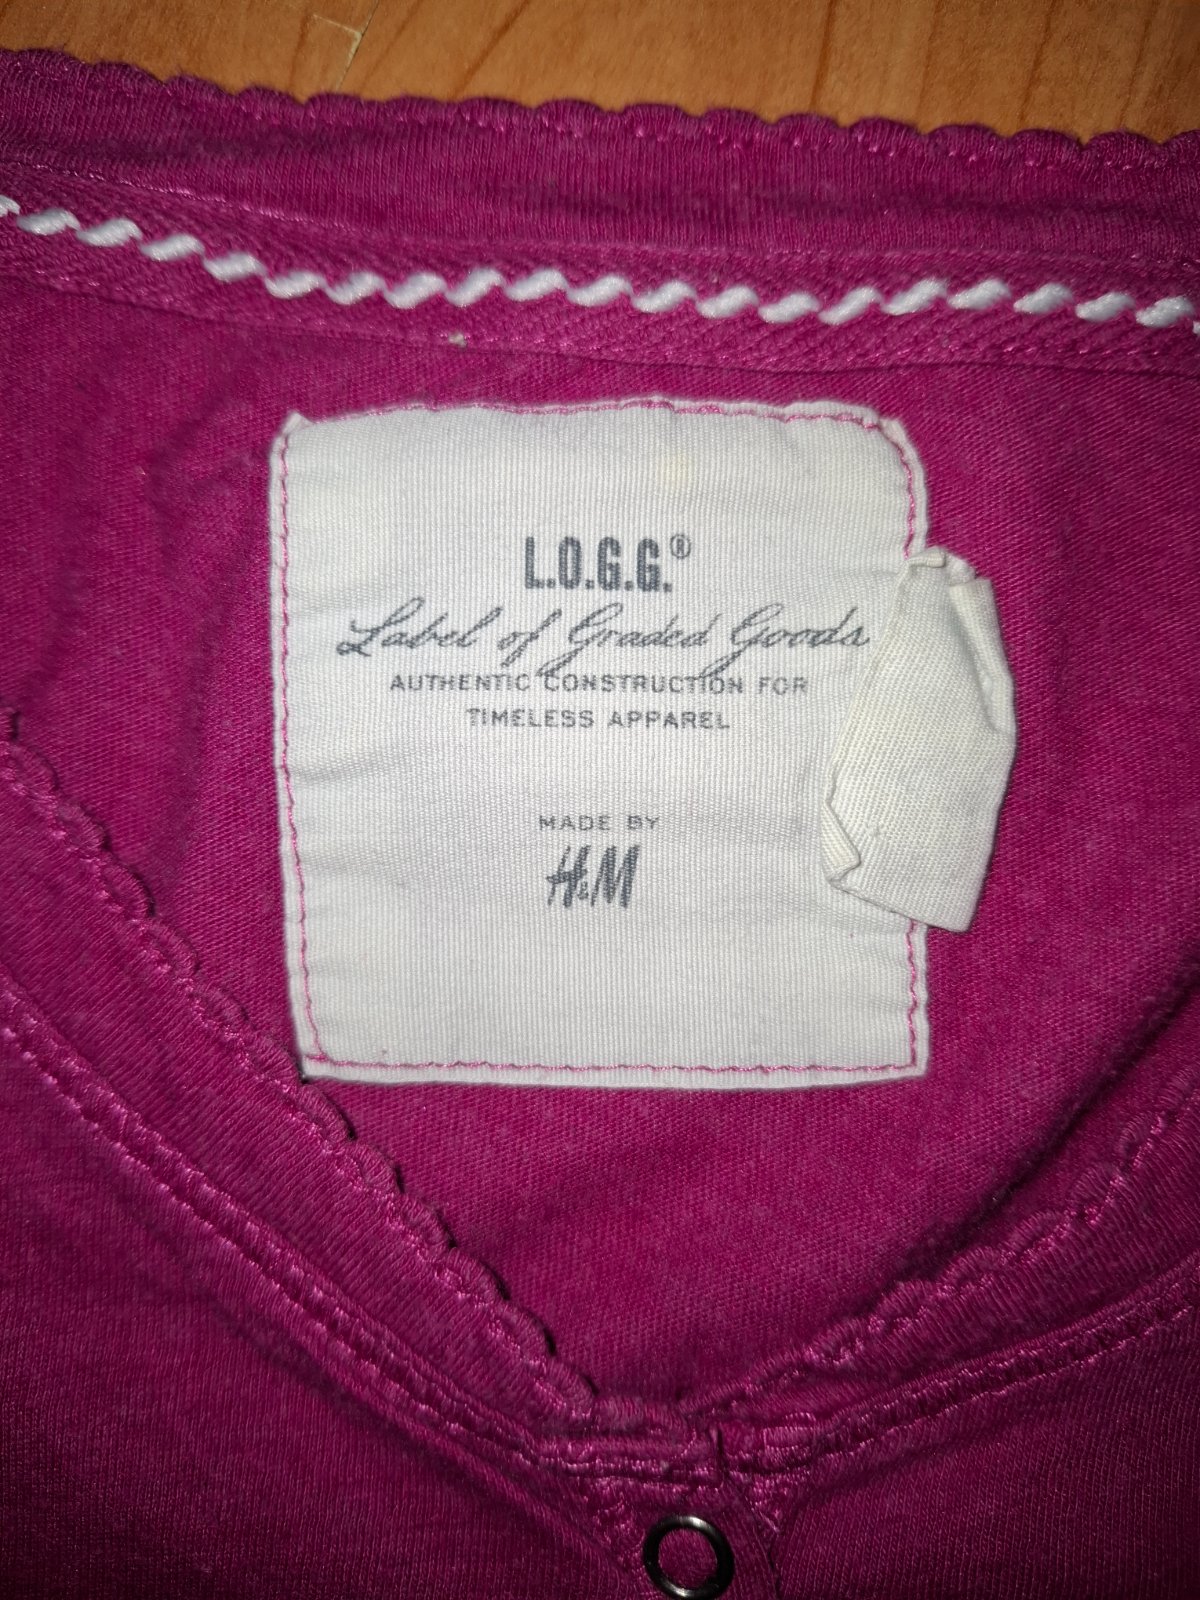 L.O.G.G.®
Label of Graded Goods
AUTHENTIC CONSTRUCTION FOR
TIMELESS APPAREL
MADE BY
H&M